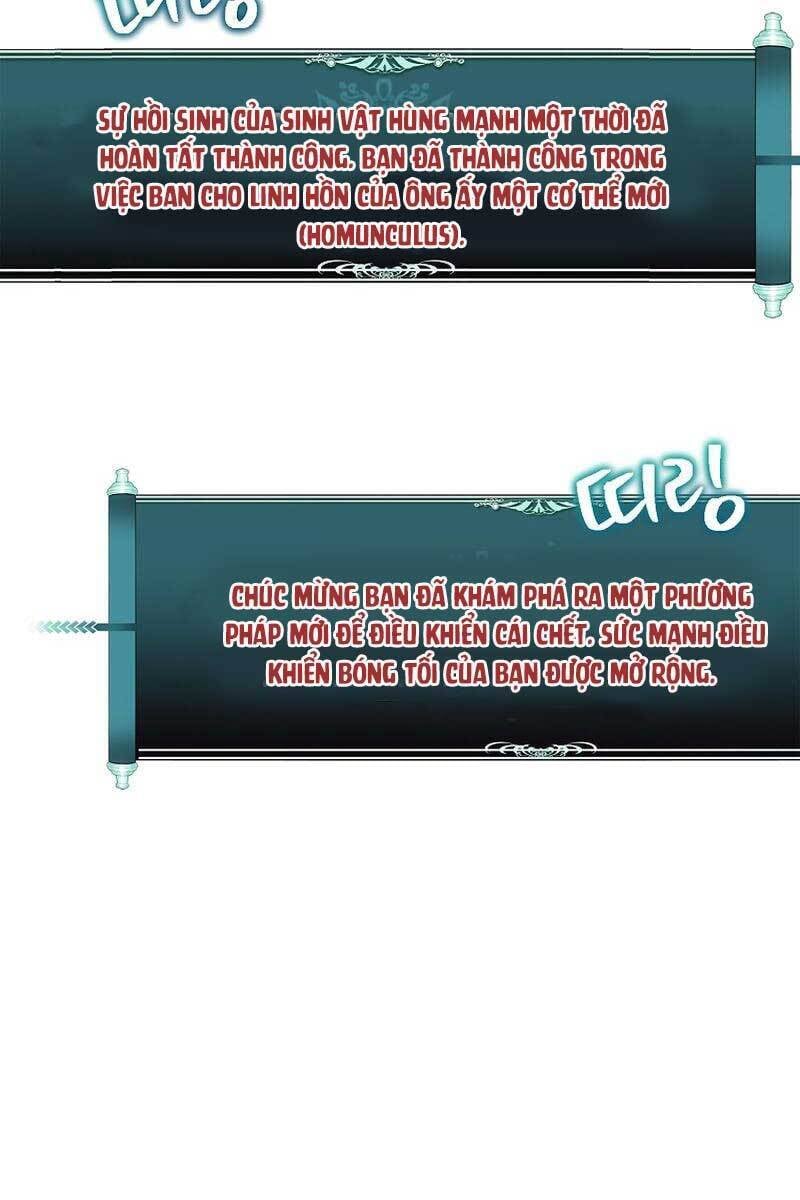 띠링
SỰ HỒI SINH CỦA SINH VẬT HÙNG MẠNH MỘT THỜI ĐÃ
HOÀN TẤT THÀNH CÔNG. BẠN ĐÃ THÀNH CÔNG TRONG
VIỆC BAN CHO LINH HỒN CỦA ÔNG ẤY MỘT CƠ THỂ MỚI
(HOMUNCULUS).
띠링
CHÚC MỪNG BẠN ĐÃ KHÁM PHÁ RA MỘT PHƯƠNG
PHÁP MỚI ĐỂ ĐIỀU KHIỂN CÁI CHẾT. SỨC MẠNH ĐIỀU
KHIỂN BÓNG TỐI CỦA BẠN ĐƯỢC MỞ RỘNG.